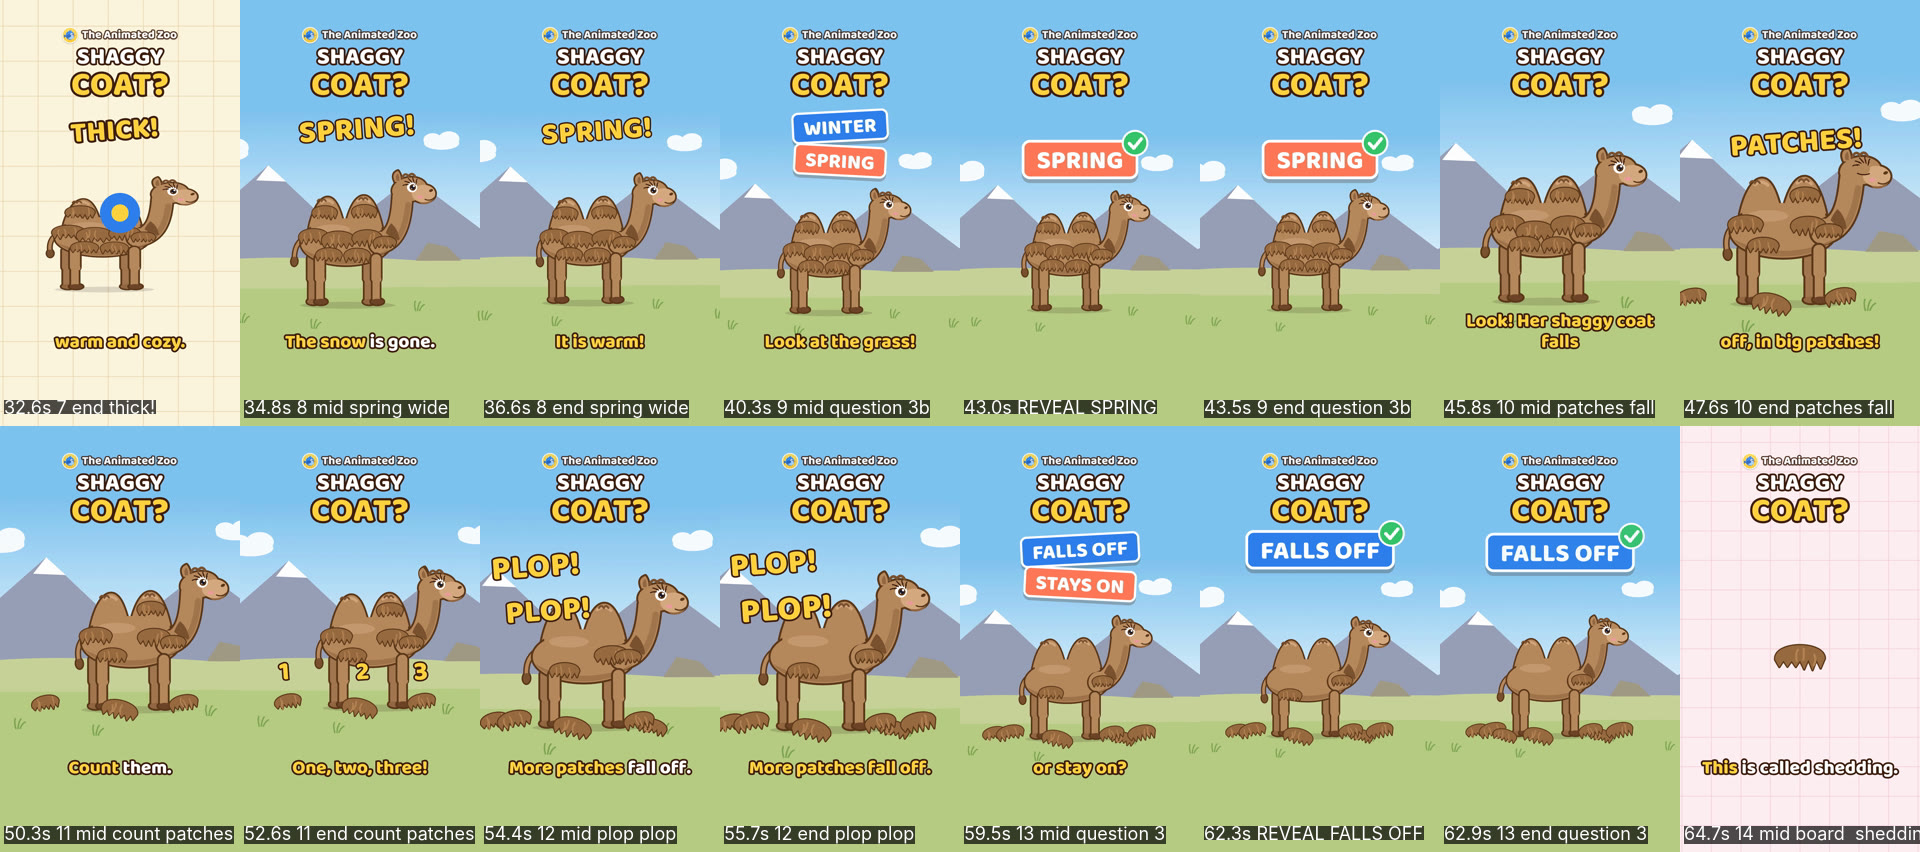 The Animated Zoo
SHAGGY
COAT?
THICK!
warm and cozy.
32.6s 7 end thick!
The Animated Zoo
SHAGGY
COAT?
SPRING!
The snow is gone.
34.8s 8 mid spring wide
The Animated Zoo
SHAGGY
COAT?
SPRING!
It is warm!
36.6s 8 end spring wide
The Animated Zoo
SHAGGY
COAT?
WINTER
SPRING
Look at the grass!
40.3s 9 mid question 3b
The Animated Zoo
SHAGGY
COAT?
SPRING
43.0s REVEAL SPRING
The Animated Zoo
SHAGGY
COAT?
SPRING
43.5s 9 end question 3b
The Animated Zoo
SHAGGY
COAT?
Look! Her shaggy coat
falls
45.8s 10 mid patches fall
The Animated Zoo
SHAGGY
COAT?
PATCHES!
off, in big patches!
47.6s 10 end patches fall
The Animated Zoo
SHAGGY
COAT?
Count them.
50.3s 11 mid count patches
The Animated Zoo
SHAGGY
COAT?
1 2 3
One, two, three!
52.6s 11 end count patches
The Animated Zoo
SHAGGY
COAT?
PLOP!
PLOP!
More patches fall off.
54.4s 12 mid plop plop
The Animated Zoo
SHAGGY
COAT?
PLOP!
PLOP!
More patches fall off.
55.7s 12 end plop plop
The Animated Zoo
SHAGGY
COAT?
FALLS OFF
STAYS ON
or stay on?
59.5s 13 mid question 3
The Animated Zoo
SHAGGY
COAT?
FALLS OFF
62.3s REVEAL FALLS OFF
The Animated Zoo
SHAGGY
COAT?
FALLS OFF
62.9s 13 end question 3
The Animated Zoo
SHAGGY
COAT?
This is called shedding.
64.7s 14 mid board sheddin